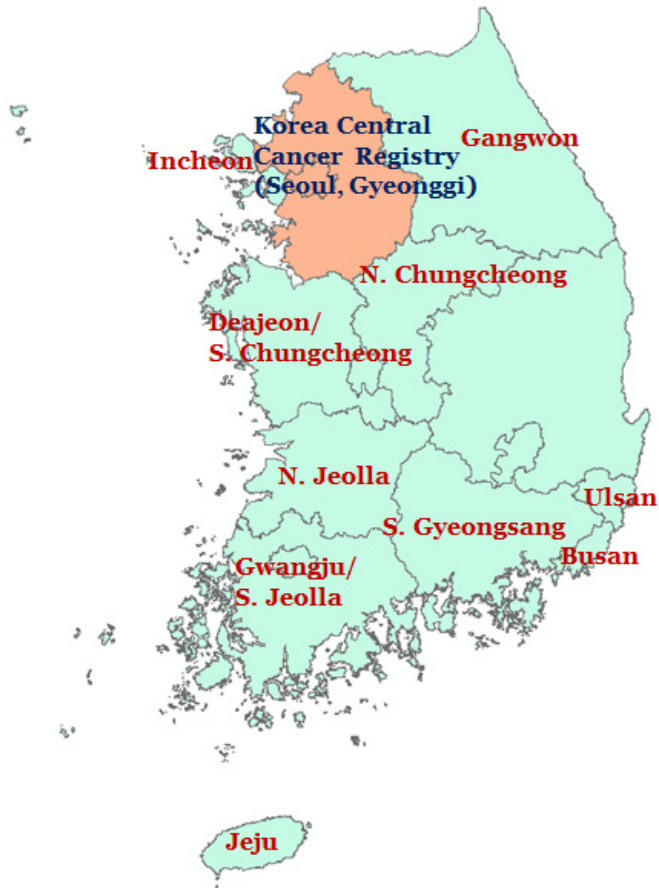 Korea Central
Cancer Registry
(Seoul, Gyeonggi)
Gangwon
Incheon
N. Chungcheong
Deajeon/
S. Chungcheong
N. Jeolla
Ulsan
S. Gyeongsang
Busan
Gwangju/
S. Jeolla
Jeju